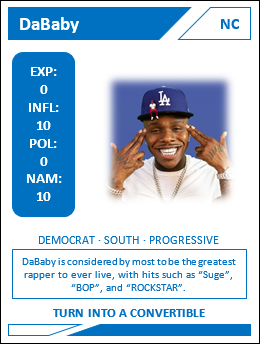 DaBaby
NC
EXP:
0
INFL:
10
POL:
0
NAM:
10
LA
DEMOCRAT · SOUTH · PROGRESSIVE
DaBaby is considered by most to be the greatest
rapper to ever live, with hits such as “Suge”,
“BOP”, and “ROCKSTAR”.
TURN INTO A CONVERTIBLE